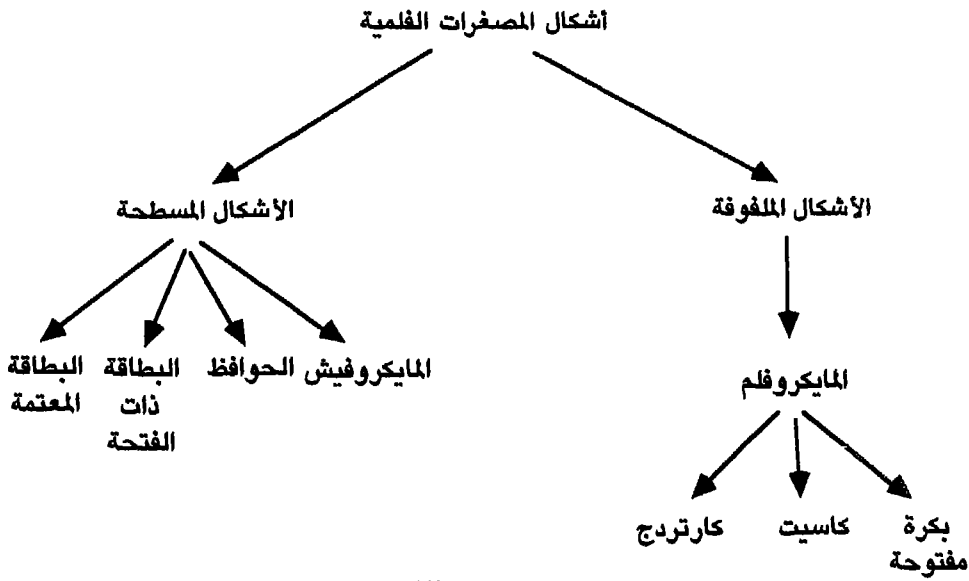 أشكال المصغرات الفلمية
الأشكال الملفوفة
الأشكال المسطحة
المايكروفلم
بكرة
مفتوحة
كاسيت
كارتردج
المايكروفيش
الحوافظ
البطاقة
ذات
الفتحة
البطاقة
المعتمة